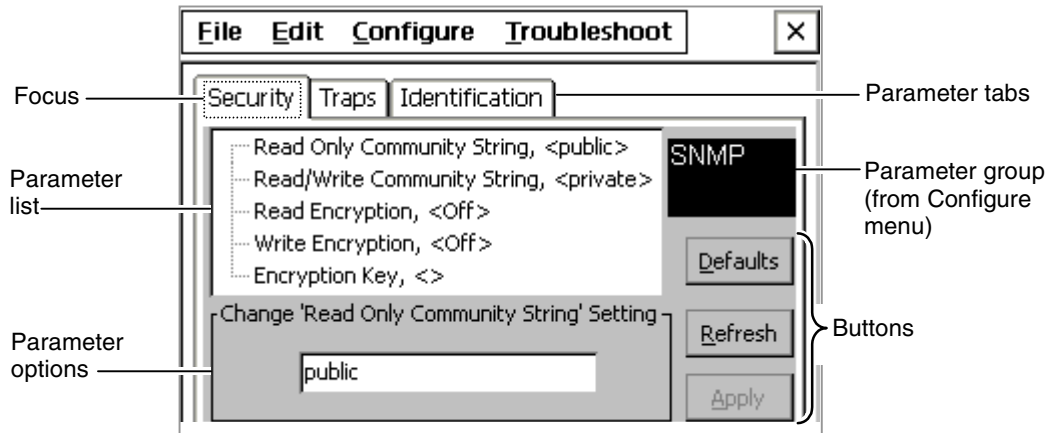 File Edit Configure Troubleshoot
×
Focus
Security Traps Identification
Parameter tabs
Parameter
list
Read Only Community String, <public>
Read/Write Community String, <private>
Read Encryption, <Off>
Write Encryption, <Off>
Encryption Key, <>
SNMP
Parameter group
(from Configure
menu)
Defaults
Refresh
Apply
Buttons
Parameter
options
Change 'Read Only Community String' Setting
public